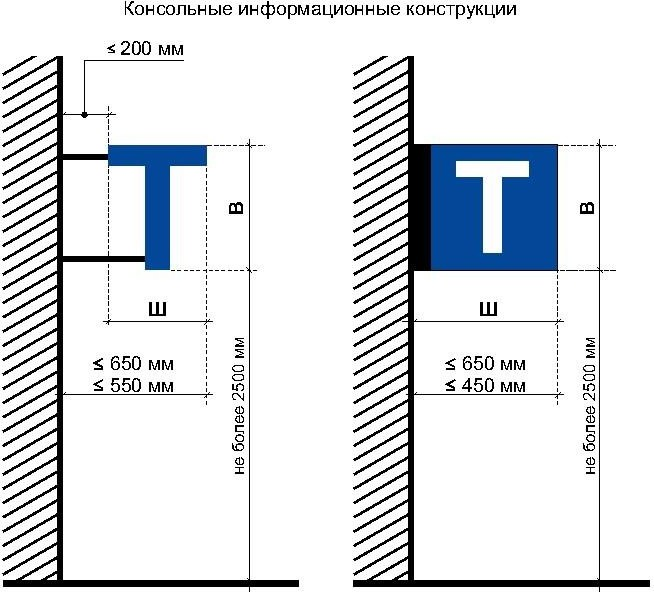 Консольные информационные конструкции
≤ 200 мм
Т
В
Ш
≤ 650 мм
≤ 550 мм
не более 2500 мм
Т
В
Ш
≤ 650 мм
≤ 450 мм
не более 2500 мм